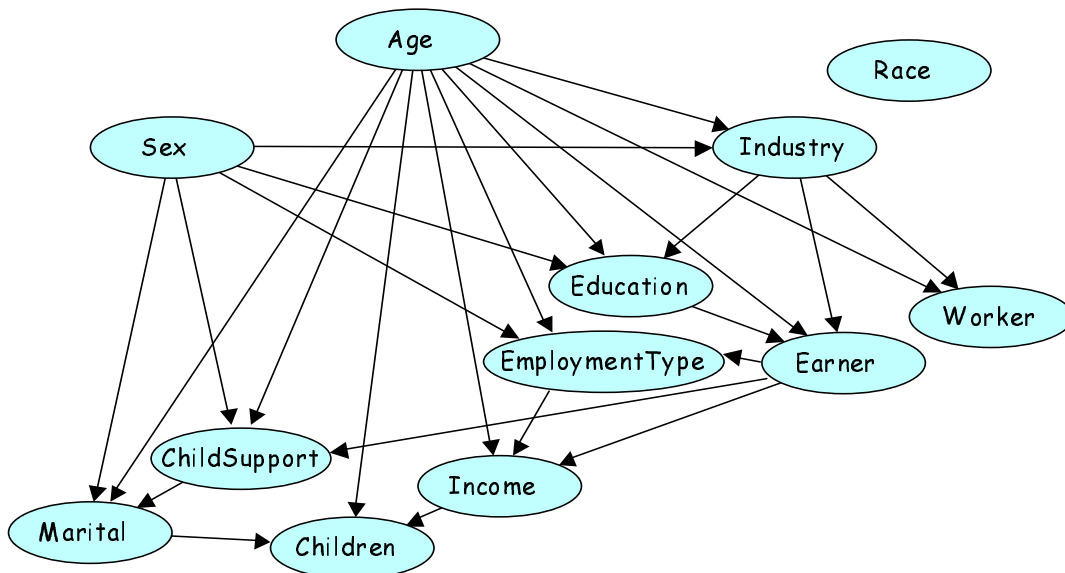 Age
Race
Sex
Industry
Education
Worker
EmploymentType
Earner
ChildSupport
Income
Marital
Children